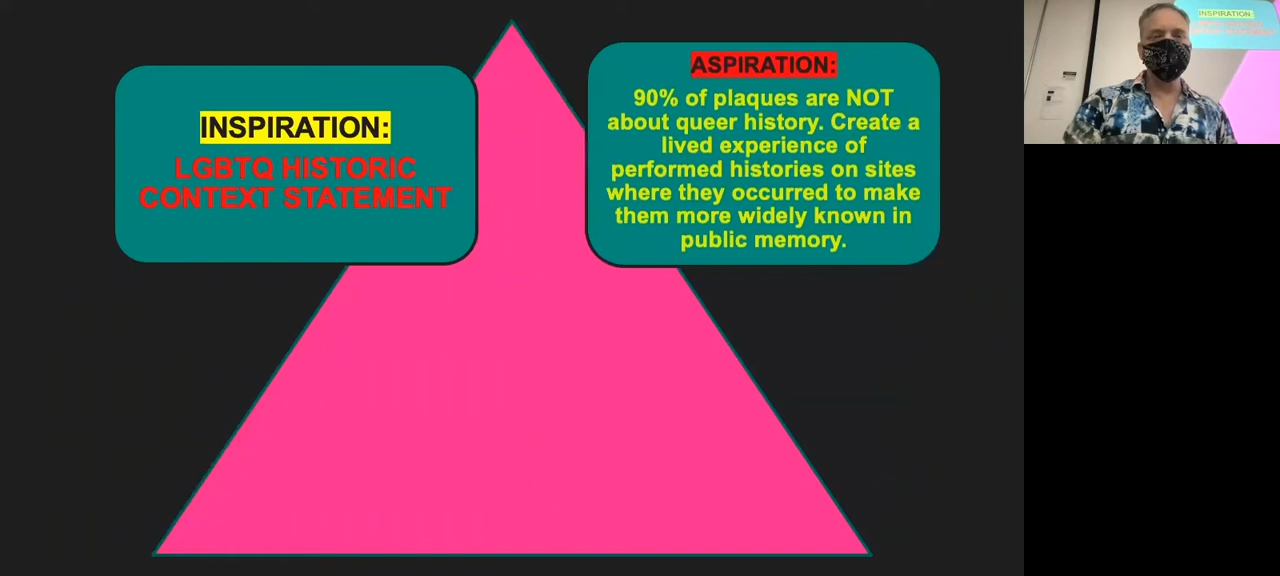 INSPIRATION:
LGBTQ HISTORIC
CONTEXT STATEMENT
ASPIRATION:
90% of plaques are NOT
about queer history. Create a
lived experience of
performed histories on sites
where they occurred to make
them more widely known in
public memory.
INSPIRATION: